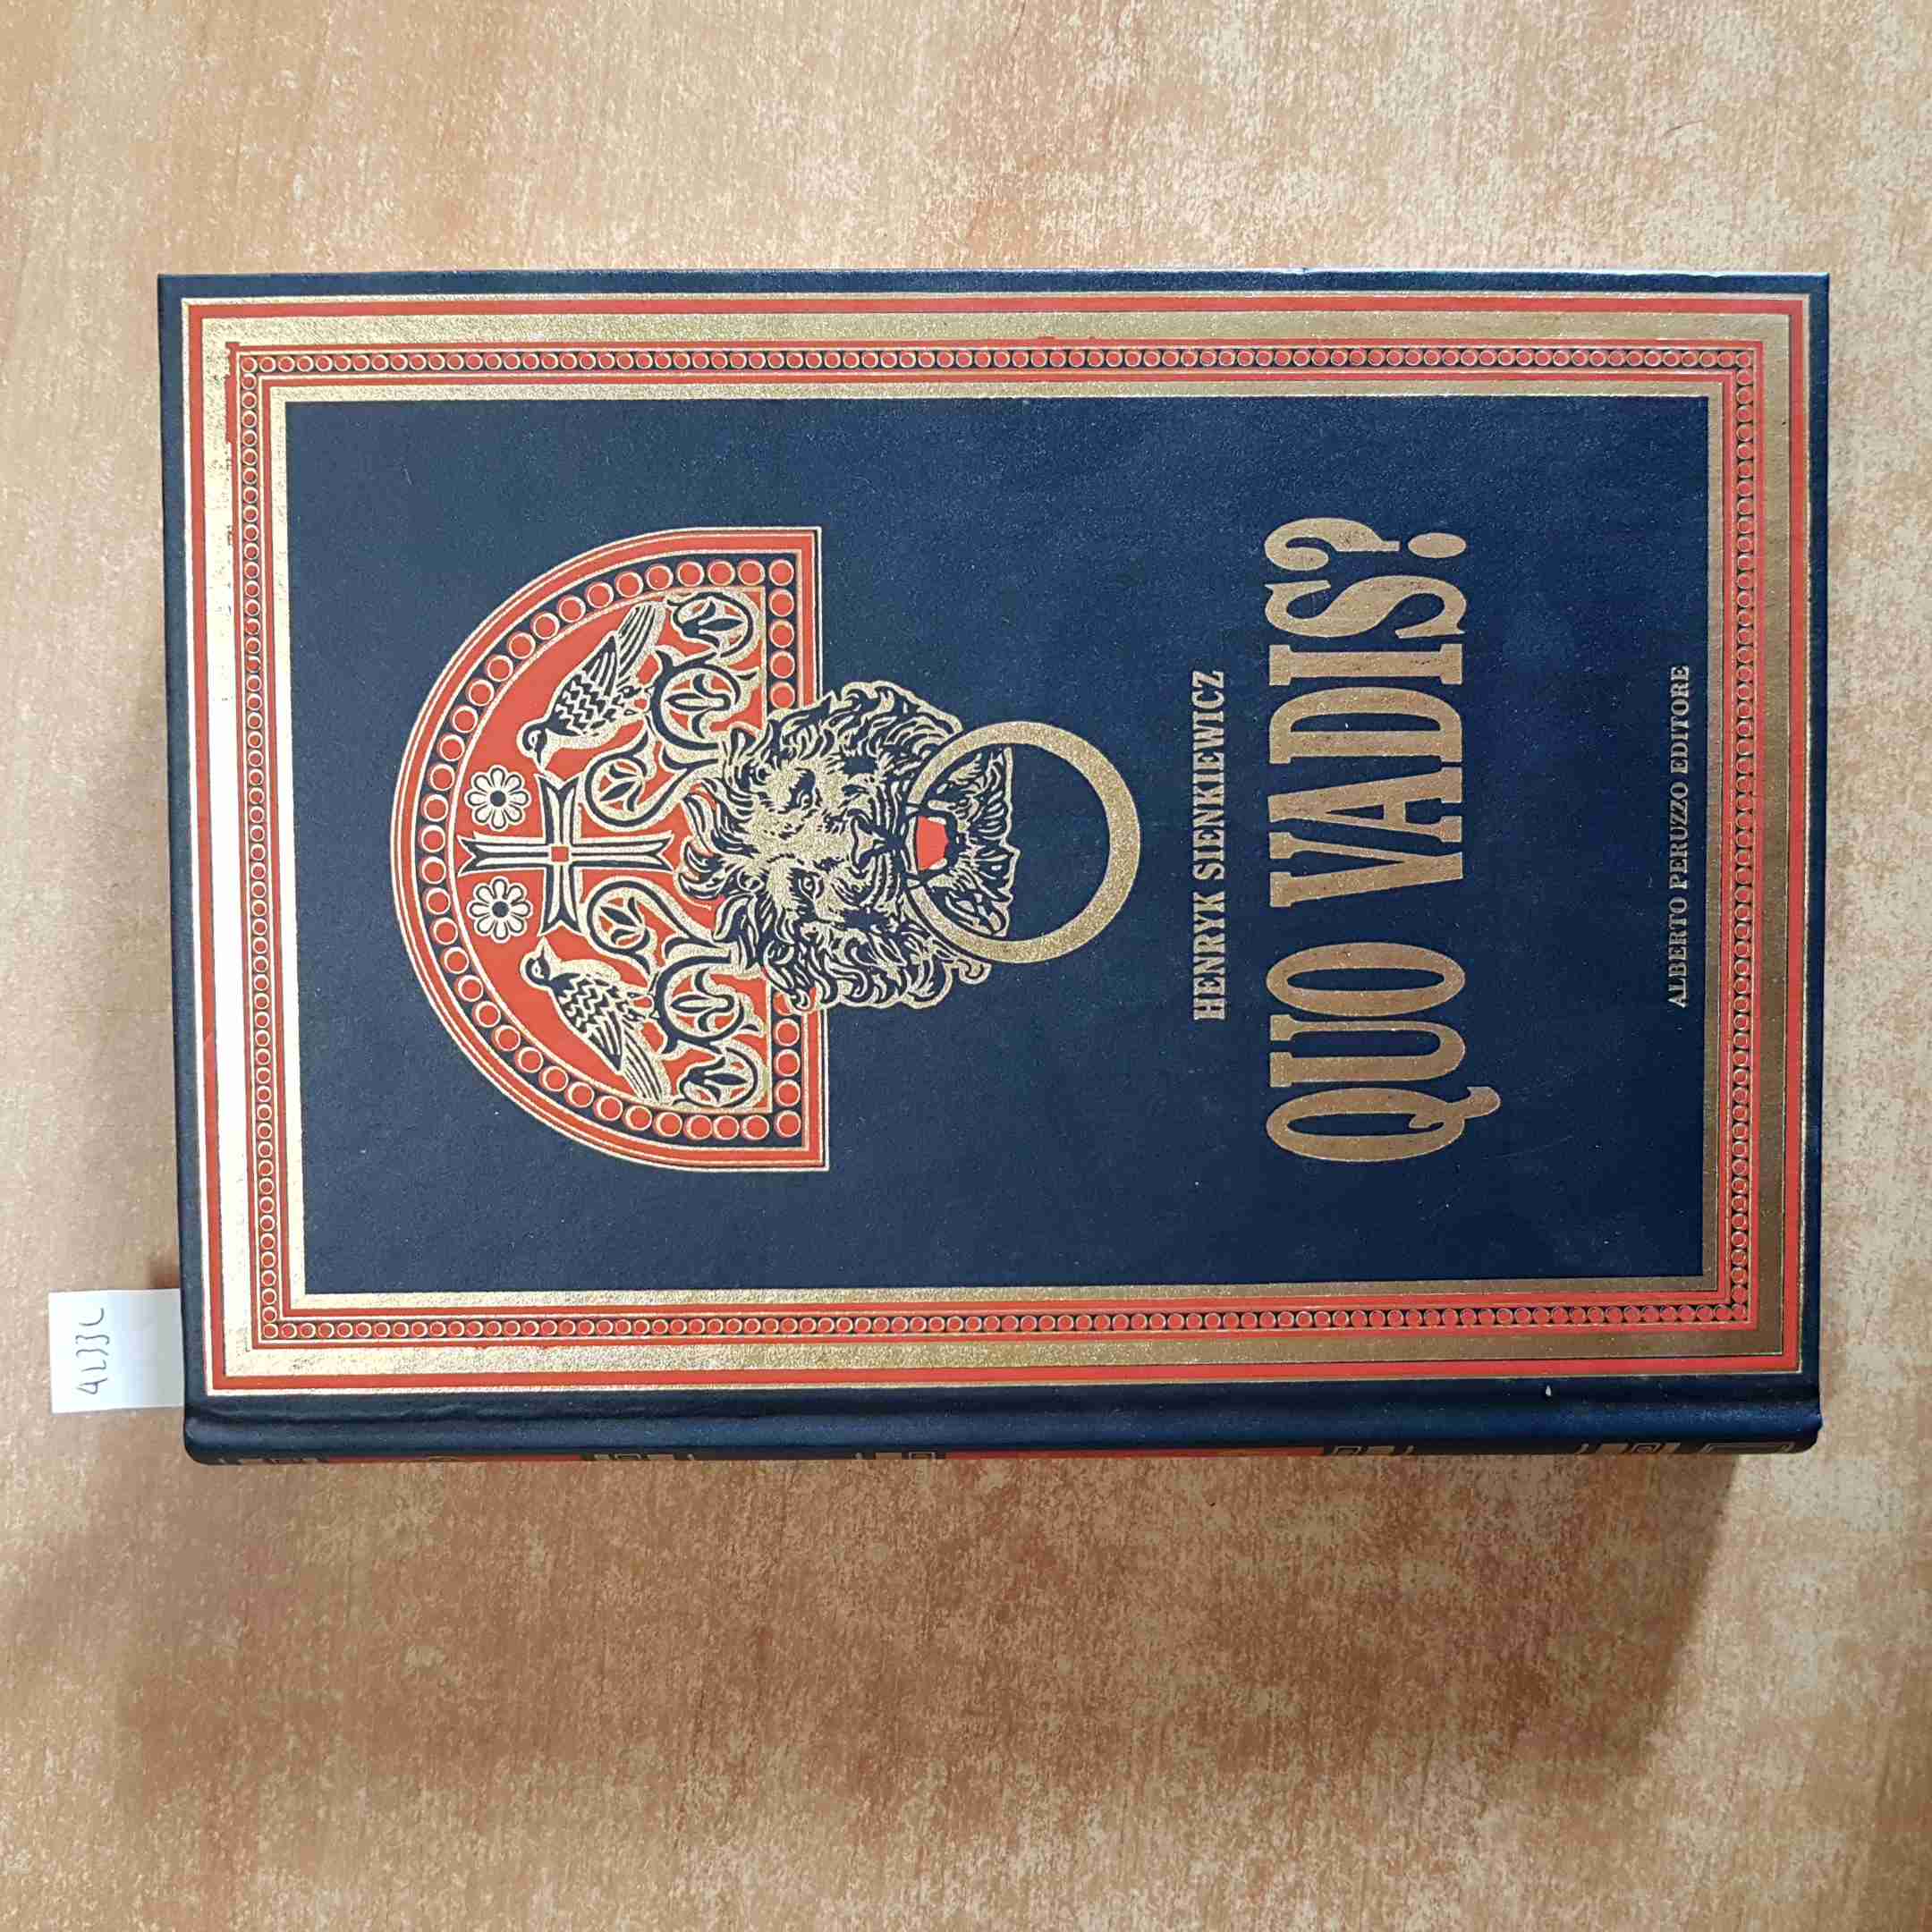 HENRYK SIENKIEWICZ
QUO VADIS?
ALBERTO PERUZZO EDITORE